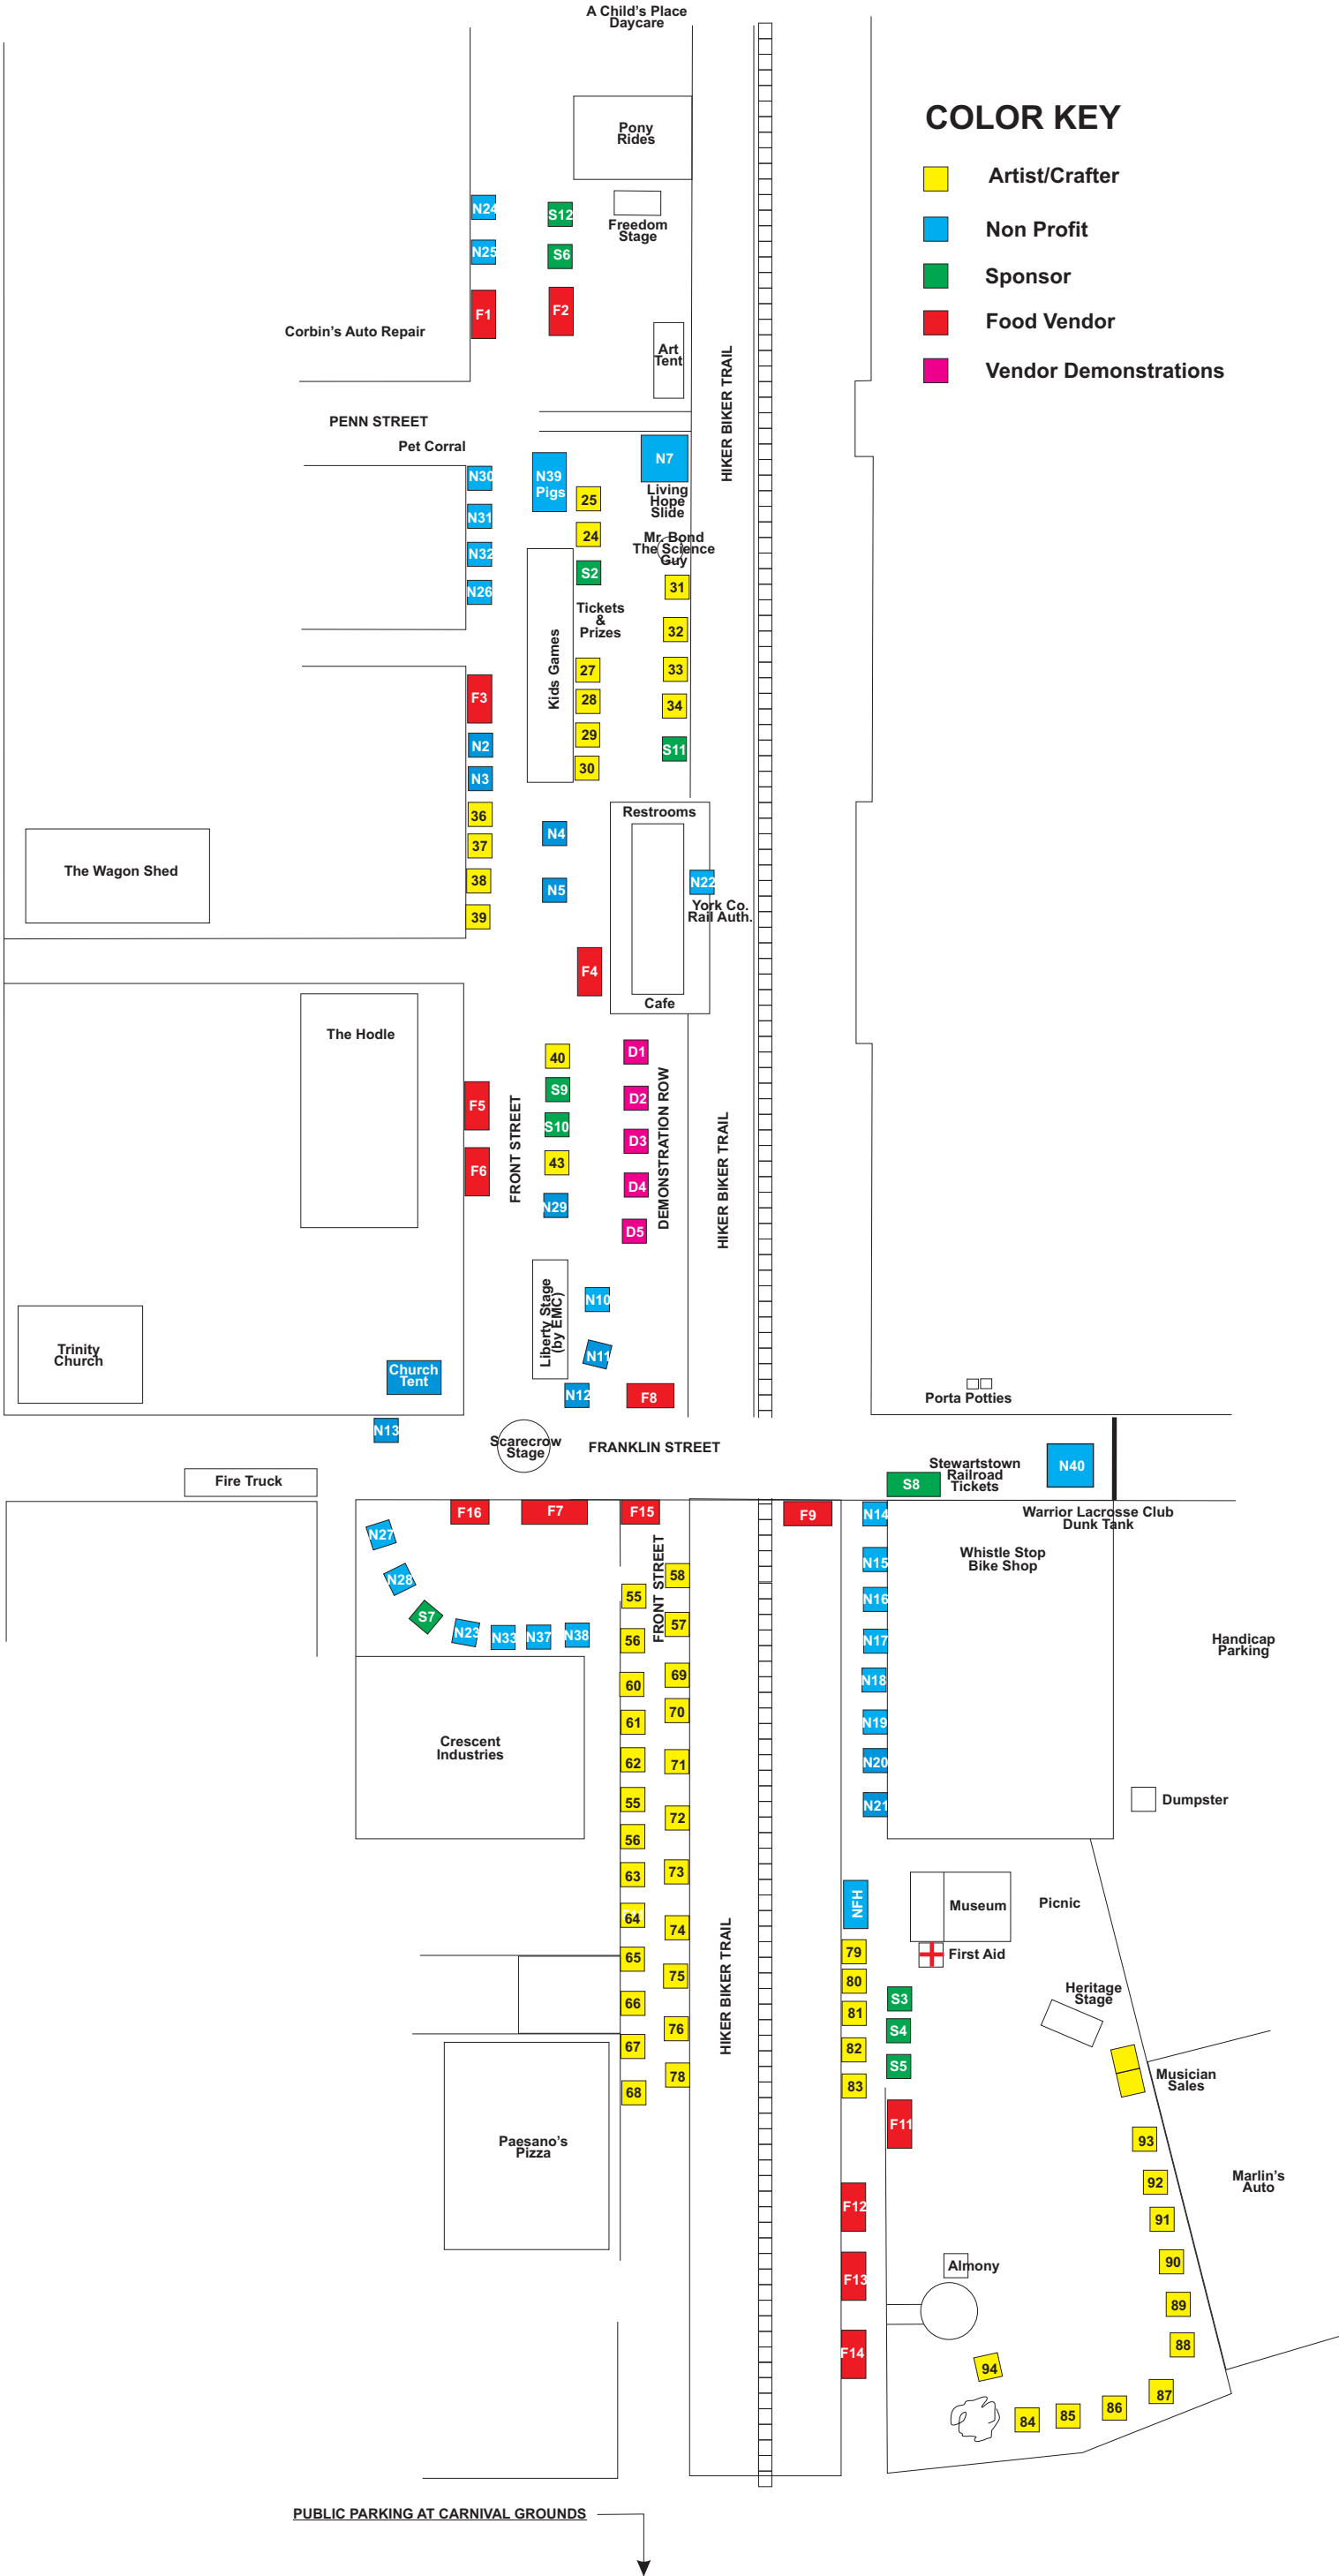 A Child's Place
Daycare
COLOR KEY
Artist/Crafter
Non Profit
Sponsor
Food Vendor
Vendor Demonstrations
Pony
Rides
Freedom
Stage
N24
S12
N25
S6
F1
F2
Corbin's Auto Repair
Art
Tent
HIKER BIKER TRAIL
PENN STREET
Pet Corral
N30
N39
Pigs
N7
Living
Hope
Slide
25
N31
24
Mr. Bond
The Science
Guy
N32
S2
31
N26
Tickets
&
Prizes
32
Kids Games
27
33
F3
28
34
29
N2
S11
30
N3
36
Restrooms
37
N4
The Wagon Shed
38
N5
N22
York Co.
Rail Auth.
39
F4
Cafe
The Hodle
40
D1
S9
D2
F5
S10
D3
FRONT STREET
DEMONSTRATION ROW
HIKER BIKER TRAIL
F6
43
D4
N29
D5
Liberty Stage
(by EMC)
N10
N11
Trinity
Church
Church
Tent
N12
F8
Porta Potties
N13
Scarecrow
Stage
FRANKLIN STREET
Stewartstown
Railroad
Tickets
N40
S8
Fire Truck
F16
F7
F15
F9
N14
Warrior Lacrosse Club
Dunk Tank
N27
FRONT STREET
Whistle Stop
Bike Shop
N28
58
N15
55
N16
S7
57
N23
N33
N37
N38
56
N17
Handicap
Parking
60
69
N18
61
70
N19
Crescent
Industries
62
71
N20
55
72
N21
Dumpster
56
63
73
NFH
Museum
Picnic
64
74
65
79
First Aid
75
80
66
S3
Heritage
Stage
HIKER BIKER TRAIL
76
81
S4
67
82
S5
78
83
Musician
Sales
68
F11
93
Paesano's
Pizza
92
Marlin's
Auto
F12
91
F13
Almony
90
89
F14
88
94
87
84
85
86
PUBLIC PARKING AT CARNIVAL GROUNDS